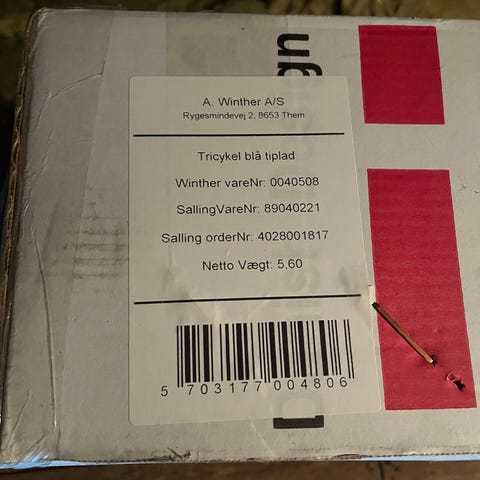 A. Winther A/S
Rygesmindevej 2, 8653 Them
Tricykel blå tiplad
Winther vareNr: 0040508
SallingVareNr: 89040221
Salling orderNr: 4028001817
Netto Vægt: 5,60
5 703177 004806